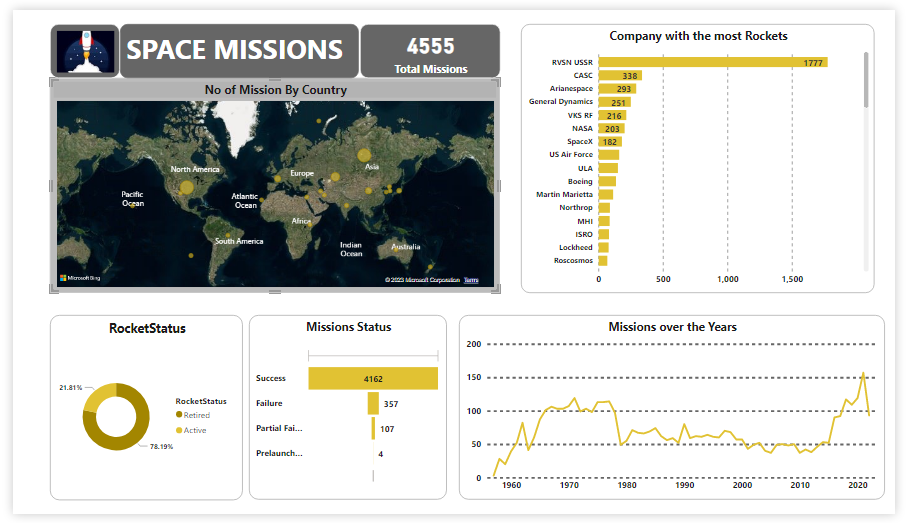 SPACE MISSIONS
4555
Total Missions
No of Mission By Country
North America
Europe
Asia
Pacific
Ocean
Atlantic
Ocean
Africa
South America
Indian
Ocean
Australia
Microsoft Bing
© 2023 Microsoft Corporation Terms
Company with the most Rockets
RVSN USSR 1777
CASC 338
Arianespace 293
General Dynamics 251
VKS RF 216
NASA 203
SpaceX 182
US Air Force
ULA
Boeing
Martin Marietta
Northrop
MHI
ISRO
Lockheed
Roscosmos
0 500 1,000 1,500
RocketStatus
21.81%
78.19%
RocketStatus
Retired
Active
Missions Status
Success 4162
Failure 357
Partial Fai... 107
Prelaunch... 4
Missions over the Years
200
150
100
50
0
1960 1970 1980 1990 2000 2010 2020